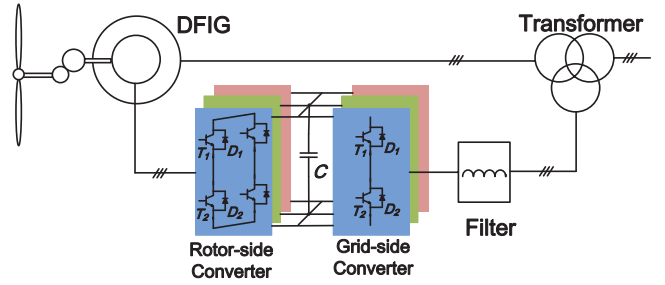 DFIG
Transformer
T1 D1
T2 D2
C
T1 D1
T2 D2
Filter
Rotor-side
Converter
Grid-side
Converter